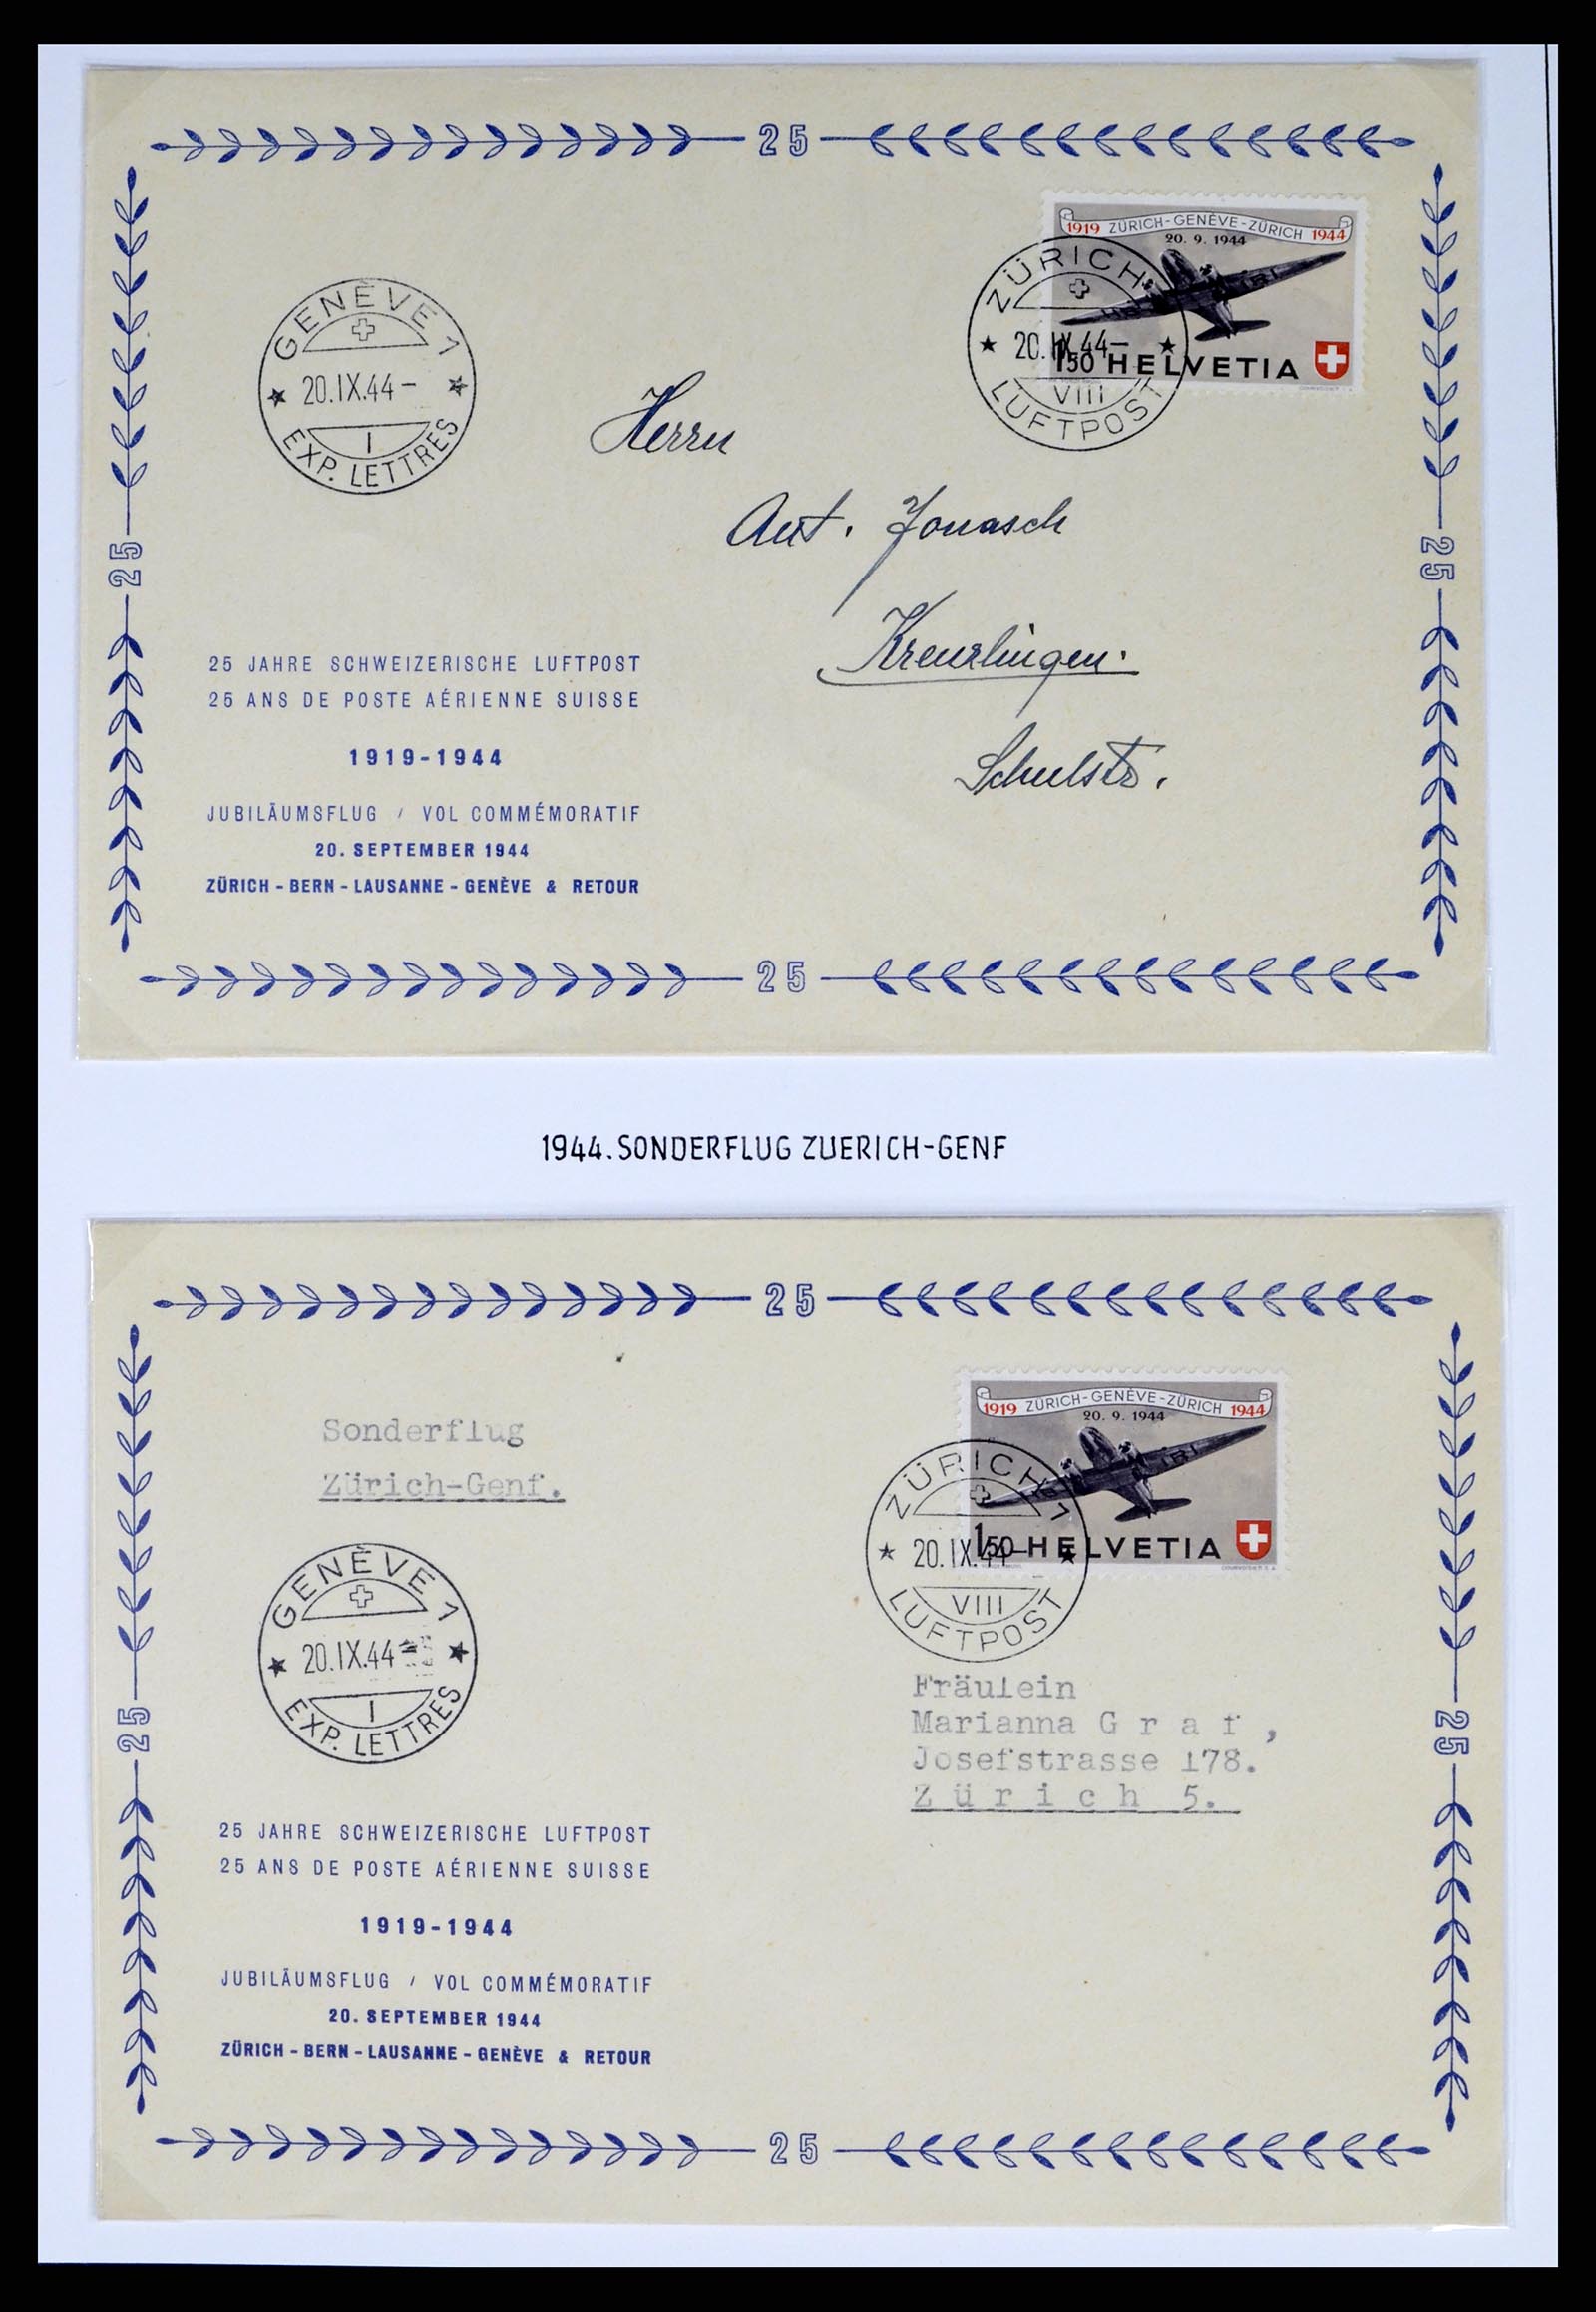 25
1919 ZÜRICH-GENÈVE-ZÜRICH 1944
20. 9. 1944
1,50 HELVETIA
ZÜRICH
20.IX.44-
VIII
LUFTPOST
GENÈVE 1
20.IX.44-
I
EXP. LETTRES
Herrn
Ant. Jonasch
Kreuzlingen.
Schulstr.
25
25
25 JAHRE SCHWEIZERISCHE LUFTPOST
25 ANS DE POSTE AÉRIENNE SUISSE
1919-1944
JUBILÄUMSFLUG / VOL COMMÉMORATIF
20. SEPTEMBER 1944
ZÜRICH - BERN - LAUSANNE - GENÈVE & RETOUR
25
1944. SONDERFLUG ZUERICH-GENF
25
1919 ZÜRICH-GENÈVE-ZÜRICH 1944
20. 9. 1944
1,50 HELVETIA
Sonderflug
Zürich-Genf.
ZÜRICH 1
20.IX.44-
VIII
LUFTPOST
GENÈVE 1
20.IX.44
I
EXP. LETTRES
Fräulein
Marianna G r a f ,
Josefstrasse 178.
Z ü r i c h 5.
25
25
25 JAHRE SCHWEIZERISCHE LUFTPOST
25 ANS DE POSTE AÉRIENNE SUISSE
1919-1944
JUBILÄUMSFLUG / VOL COMMÉMORATIF
20. SEPTEMBER 1944
ZÜRICH - BERN - LAUSANNE - GENÈVE & RETOUR
25